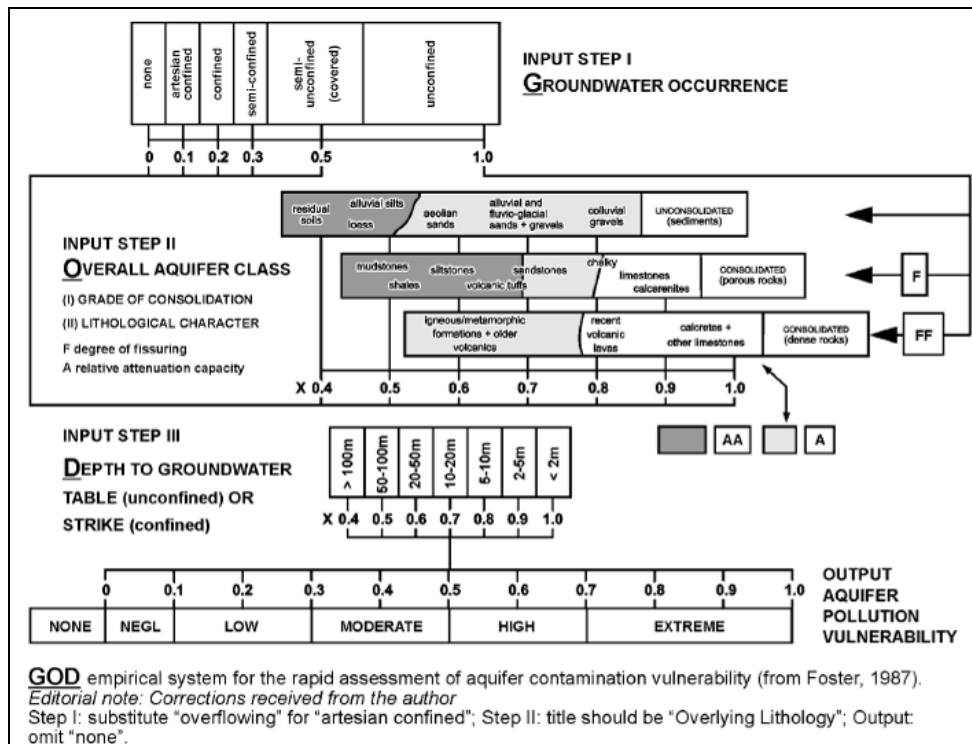 none
artesian
confined
confined
semi-confined
semi-
unconfined
(covered)
unconfined
INPUT STEP I
GROUNDWATER OCCURRENCE
0 0.1 0.2 0.3 0.5 1.0
residual
soils
alluvial silts
loess
aeolian
sands
alluvial and
fluvio-glacial
sands + gravels
colluvial
gravels
UNCONSOLIDATED
(sediments)
INPUT STEP II
OVERALL AQUIFER CLASS
(I) GRADE OF CONSOLIDATION
(II) LITHOLOGICAL CHARACTER
F degree of fissuring
A relative attenuation capacity
mudstones
shales
siltstones
volcanic tuffs
sandstones
chalky
limestones
calcarenites
CONSOLIDATED
(porous rocks)
F
igneous/metamorphic
formations + older
volcanics
recent
volcanic
lavas
calcretes +
other limestones
CONSOLIDATED
(dense rocks)
FF
X 0.4 0.5 0.6 0.7 0.8 0.9 1.0
AA A
INPUT STEP III
DEPTH TO GROUNDWATER
TABLE (unconfined) OR
STRIKE (confined)
> 100m
50-100m
20-50m
10-20m
5-10m
2-5m
< 2m
X 0.4 0.5 0.6 0.7 0.8 0.9 1.0
0 0.1 0.2 0.3 0.4 0.5 0.6 0.7 0.8 0.9 1.0
NONE NEGL LOW MODERATE HIGH EXTREME
OUTPUT
AQUIFER
POLLUTION
VULNERABILITY
GOD empirical system for the rapid assessment of aquifer contamination vulnerability (from Foster, 1987).
Editorial note: Corrections received from the author
Step I: substitute “overflowing” for “artesian confined”; Step II: title should be “Overlying Lithology”; Output:
omit “none”.